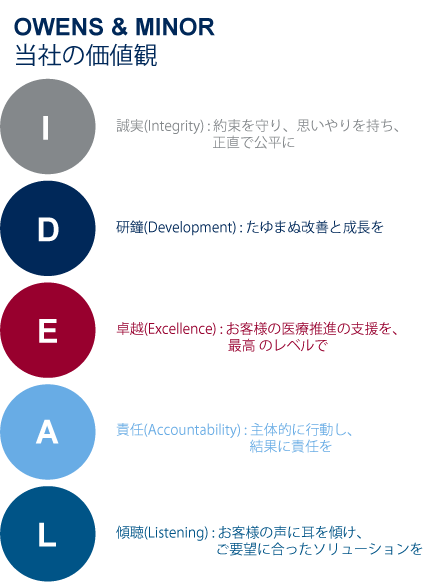 OWENS & MINOR
当社の価値観
I
誠実(Integrity) : 約束を守り、思いやりを持ち、
正直で公平に
D
研鐘(Development) : たゆまぬ改善と成長を
E
卓越(Excellence) : お客様の医療推進の支援を、
最高 のレベルで
A
責任(Accountability) : 主体的に行動し、
結果に責任を
L
傾聴(Listening) : お客様の声に耳を傾け、
ご要望に合ったソリューションを